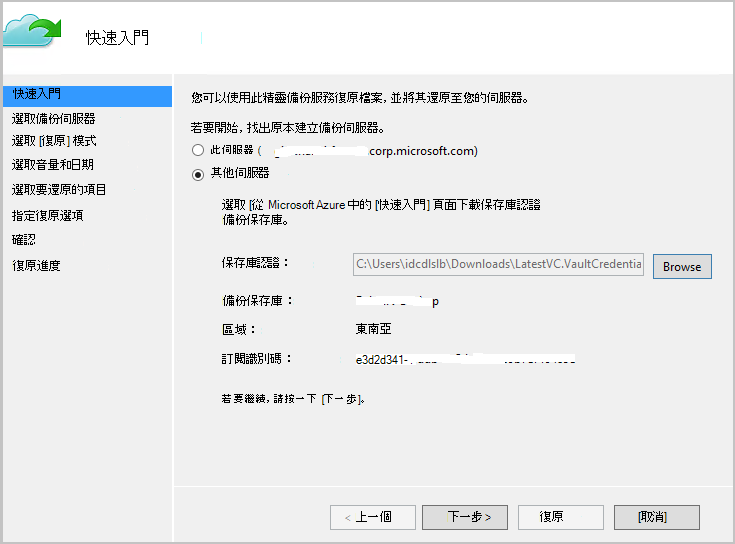 快速入門
快速入門
選取備份伺服器
選取 [復原] 模式
選取音量和日期
選取要還原的項目
指定復原選項
確認
復原進度
您可以使用此精靈備份服務復原檔案, 並將其還原至您的伺服器。
若要開始, 找出原本建立備份伺服器。
此伺服器 ( corp.microsoft.com)
其他伺服器
選取 [從 Microsoft Azure 中的 [快速入門] 頁面下載保存庫認證
備份保存庫。
保存庫認證： C:\Users\idcdlslb\Downloads\LatestVC.VaultCredentia Browse
備份保存庫： p
區域： 東南亞
訂閱識別碼： e3d2d341-
若要繼續, 請按一下 [下一步]。
< 上一個 下一步 > 復原 [取消]